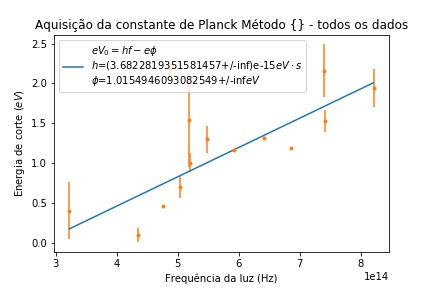 Aquisição da constante de Planck Método {} - todos os dados
eV₀ = hf − eϕ
h=(3.6822819351581457+/-inf)e-15eV · s
ϕ=1.0154946093082549+/-infeV
Energia de corte (eV)
2.5
2.0
1.5
1.0
0.5
0.0
3 4 5 6 7 8
1e14
Frequência da luz (Hz)